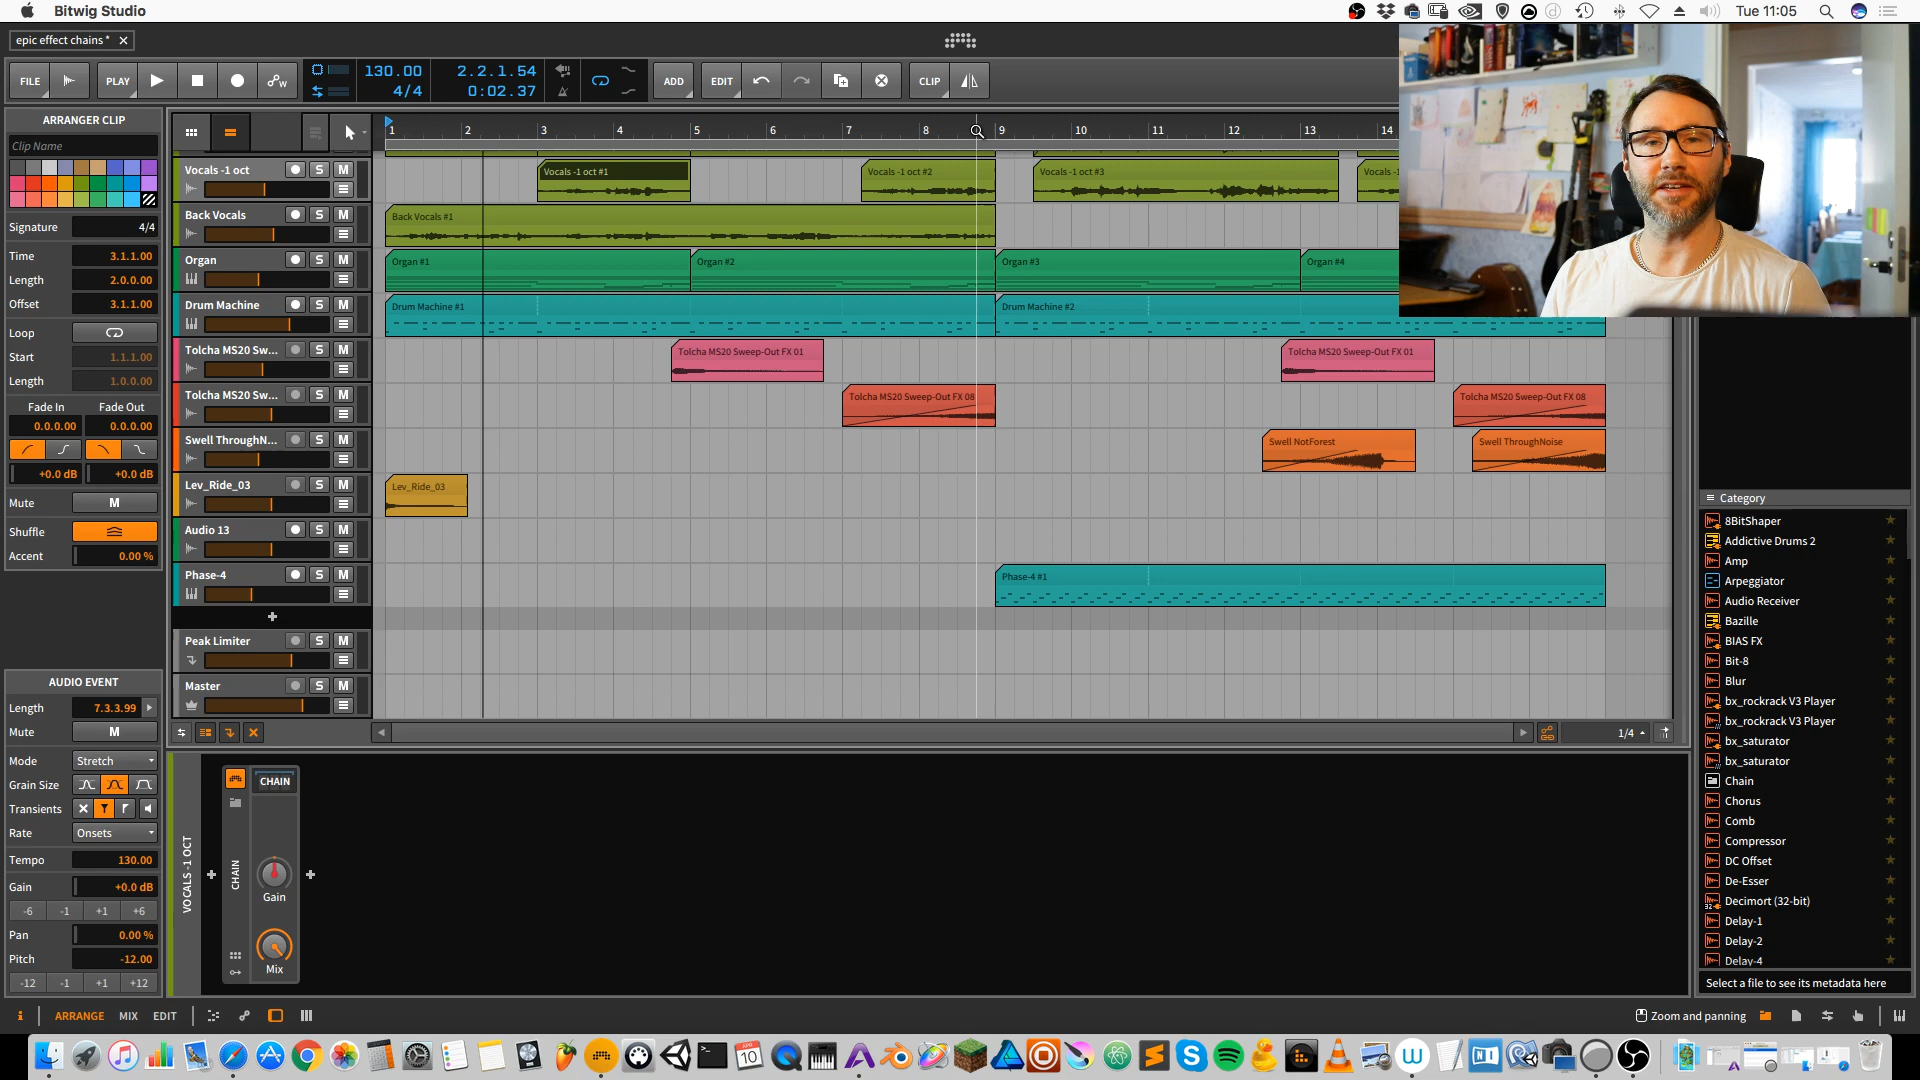 Bitwig Studio
Tue 11:05
epic effect chains *
FILE
PLAY
130.00
4/4
2.2.1.54
0:02.37
ADD
EDIT
CLIP
ARRANGER CLIP
Clip Name
Signature 4/4
Time 3.1.1.00
Length 2.0.0.00
Offset 3.1.1.00
Loop
Start 1.1.1.00
Length 1.0.0.00
Fade In Fade Out
0.0.0.00 0.0.0.00
+0.0 dB +0.0 dB
Mute M
Shuffle
Accent 0.00 %
AUDIO EVENT
Length 7.3.3.99
Mute M
Mode Stretch
Grain Size
Transients
Rate Onsets
Tempo 130.00
Gain +0.0 dB
-6 -1 +1 +6
Pan 0.00 %
Pitch -12.00
-12 -1 +1 +12
1 2 3 4 5 6 7 8 9 10 11 12 13 14
Vocals -1 oct S M
Vocals -1 oct #1
Vocals -1 oct #2
Vocals -1 oct #3
Vocals -1
Back Vocals S M
Back Vocals #1
Organ S M
Organ #1
Organ #2
Organ #3
Organ #4
Drum Machine S M
Drum Machine #1
Drum Machine #2
Tolcha MS20 Sw... S M
Tolcha MS20 Sweep-Out FX 01
Tolcha MS20 Sweep-Out FX 01
Tolcha MS20 Sw... S M
Tolcha MS20 Sweep-Out FX 08
Tolcha MS20 Sweep-Out FX 08
Swell ThroughN... S M
Swell NotForest
Swell ThroughNoise
Lev_Ride_03 S M
Lev_Ride_03
Audio 13 S M
Phase-4 S M
Phase-4 #1
Peak Limiter S M
Master S M
1/4
VOCALS -1 OCT
CHAIN
CHAIN
Gain
Mix
Category
8BitShaper
Addictive Drums 2
Amp
Arpeggiator
Audio Receiver
Bazille
BIAS FX
Bit-8
Blur
bx_rockrack V3 Player
bx_rockrack V3 Player
bx_saturator
bx_saturator
Chain
Chorus
Comb
Compressor
DC Offset
De-Esser
Decimort (32-bit)
Delay-1
Delay-2
Delay-4
Select a file to see its metadata here
i ARRANGE MIX EDIT
Zoom and panning